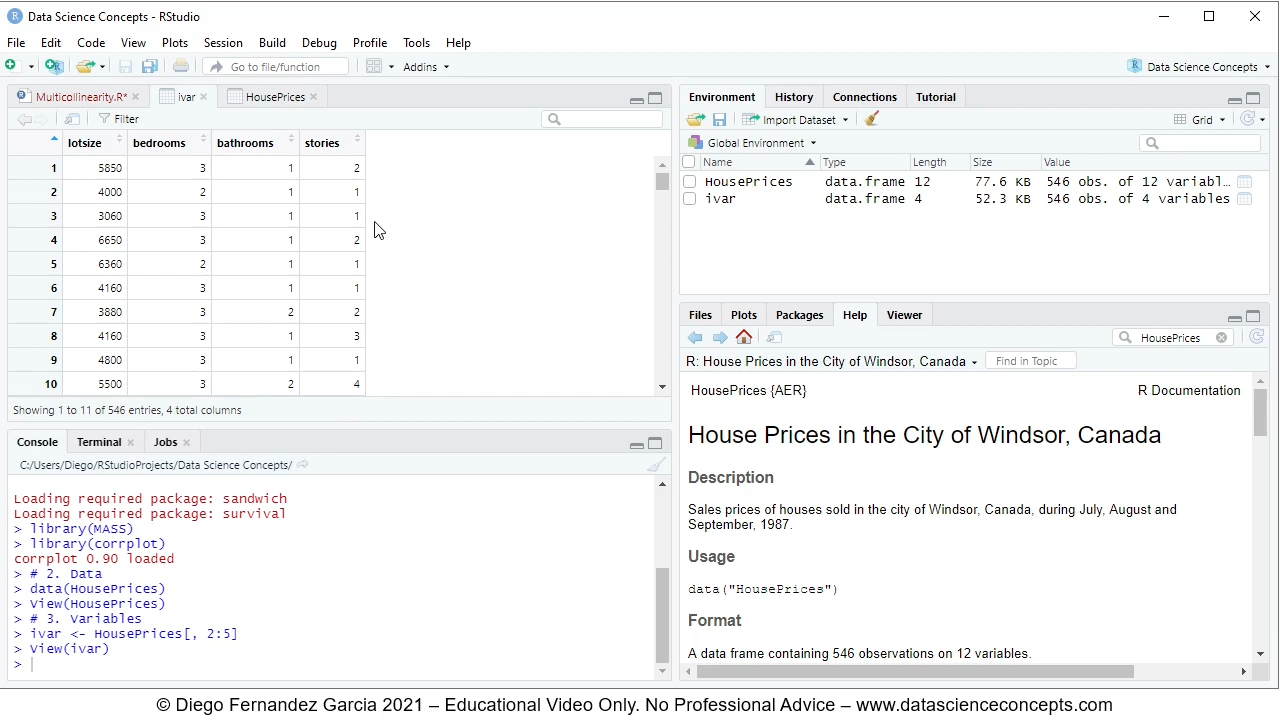 Data Science Concepts - RStudio
File Edit Code View Plots Session Build Debug Profile Tools Help
Go to file/function Addins Data Science Concepts
Multicollinearity.R* ivar HousePrices
Filter
lotsize bedrooms bathrooms stories
1 5850 3 1 2
2 4000 2 1 1
3 3060 3 1 1
4 6650 3 1 2
5 6360 2 1 1
6 4160 3 1 1
7 3880 3 2 2
8 4160 3 1 3
9 4800 3 1 1
10 5500 3 2 4
Showing 1 to 11 of 546 entries, 4 total columns
Console Terminal Jobs
C:/Users/Diego/RStudioProjects/Data Science Concepts/
Loading required package: sandwich
Loading required package: survival
> library(MASS)
> library(corrplot)
corrplot 0.90 loaded
> # 2. Data
> data(HousePrices)
> View(HousePrices)
> # 3. Variables
> ivar <- HousePrices[, 2:5]
> View(ivar)
>
Environment History Connections Tutorial
Import Dataset Grid
Global Environment
Name Type Length Size Value
HousePrices data.frame 12 77.6 KB 546 obs. of 12 variabl…
ivar data.frame 4 52.3 KB 546 obs. of 4 variables
Files Plots Packages Help Viewer
HousePrices
R: House Prices in the City of Windsor, Canada Find in Topic
HousePrices {AER} R Documentation
House Prices in the City of Windsor, Canada
Description
Sales prices of houses sold in the city of Windsor, Canada, during July, August and
September, 1987.
Usage
data("HousePrices")
Format
A data frame containing 546 observations on 12 variables.
© Diego Fernandez Garcia 2021 – Educational Video Only. No Professional Advice – www.datascienceconcepts.com